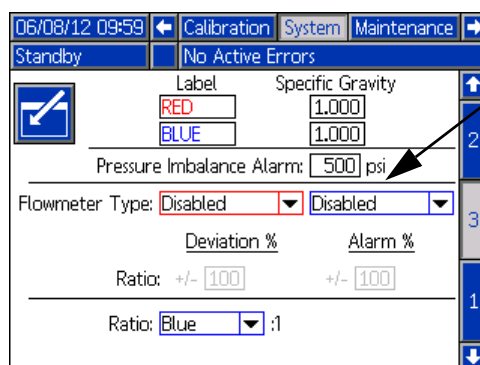 06/08/12 09:59 Calibration System Maintenance
Standby No Active Errors
Label Specific Gravity
RED 1.000
BLUE 1.000
Pressure Imbalance Alarm: 500 psi
Flowmeter Type: Disabled Disabled
Deviation % Alarm %
Ratio: +/- 100 +/- 100
Ratio: Blue :1
2
3
1